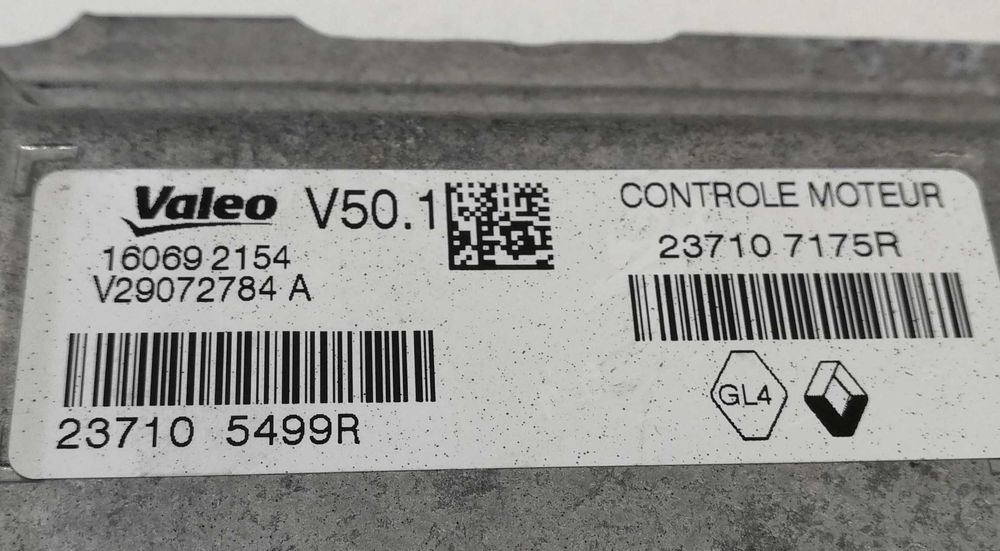 Valeo V50.1
16069 2154
V29072784 A
23710 5499R
CONTROLE MOTEUR
23710 7175R
GL4